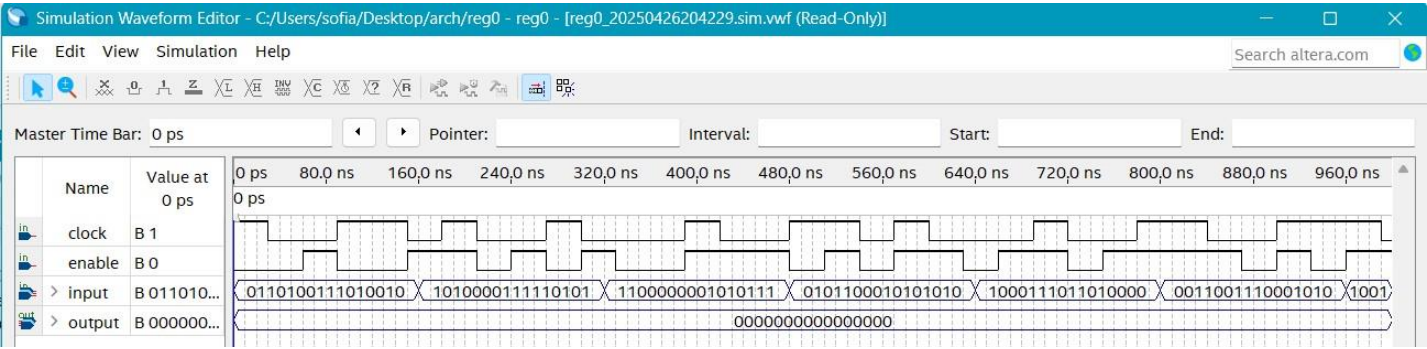 Simulation Waveform Editor - C:/Users/sofia/Desktop/arch/reg0 - reg0 - [reg0_20250426204229.sim.vwf (Read-Only)]
File Edit View Simulation Help
Search altera.com
Master Time Bar: 0 ps Pointer: Interval: Start: End:
Name Value at 0 ps
0 ps 80,0 ns 160,0 ns 240,0 ns 320,0 ns 400,0 ns 480,0 ns 560,0 ns 640,0 ns 720,0 ns 800,0 ns 880,0 ns 960,0 ns
0 ps
clock B 1
enable B 0
input B 011010... 0110100111010010 1010000111110101 1100000001010111 0101100010101010 1000111011010000 0011001110001010 1001
output B 000000... 0000000000000000